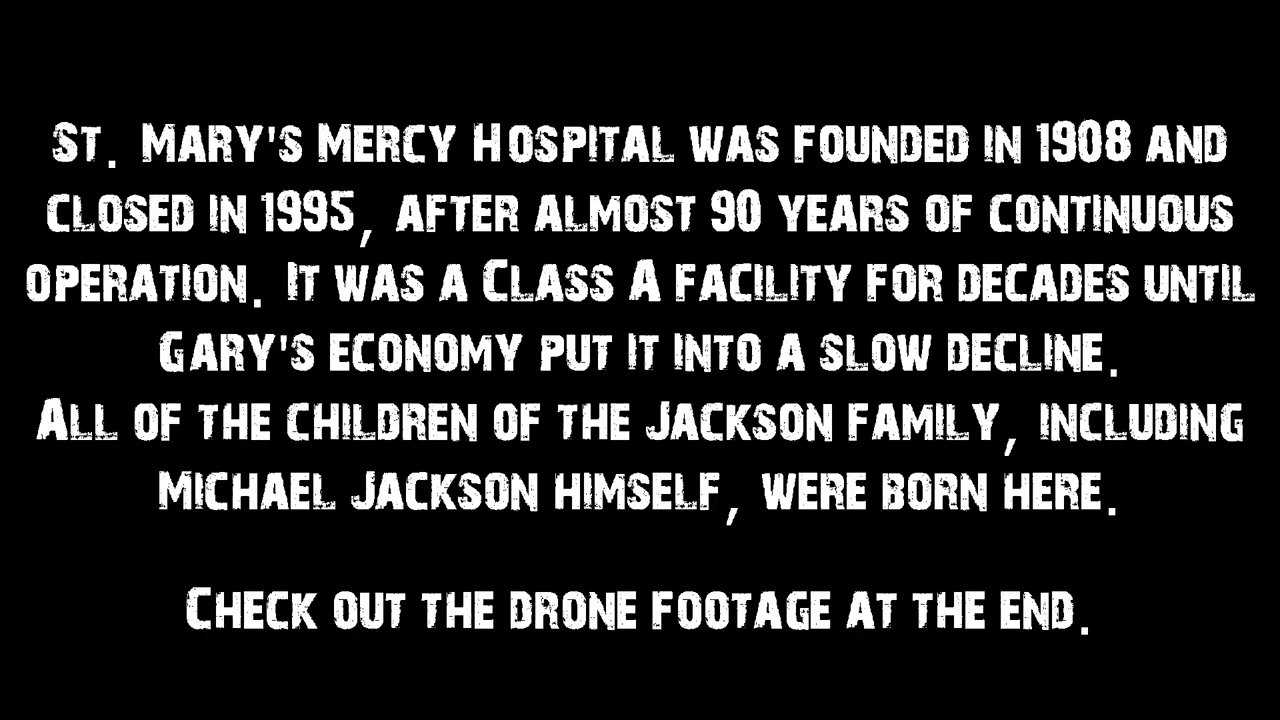 St. Mary's Mercy Hospital was founded in 1908 and
closed in 1995, after almost 90 years of continuous
operation. It was a Class A facility for decades until
Gary's economy put it into a slow decline.
All of the children of the Jackson family, including
Michael Jackson himself, were born here.
Check out the drone footage at the end.